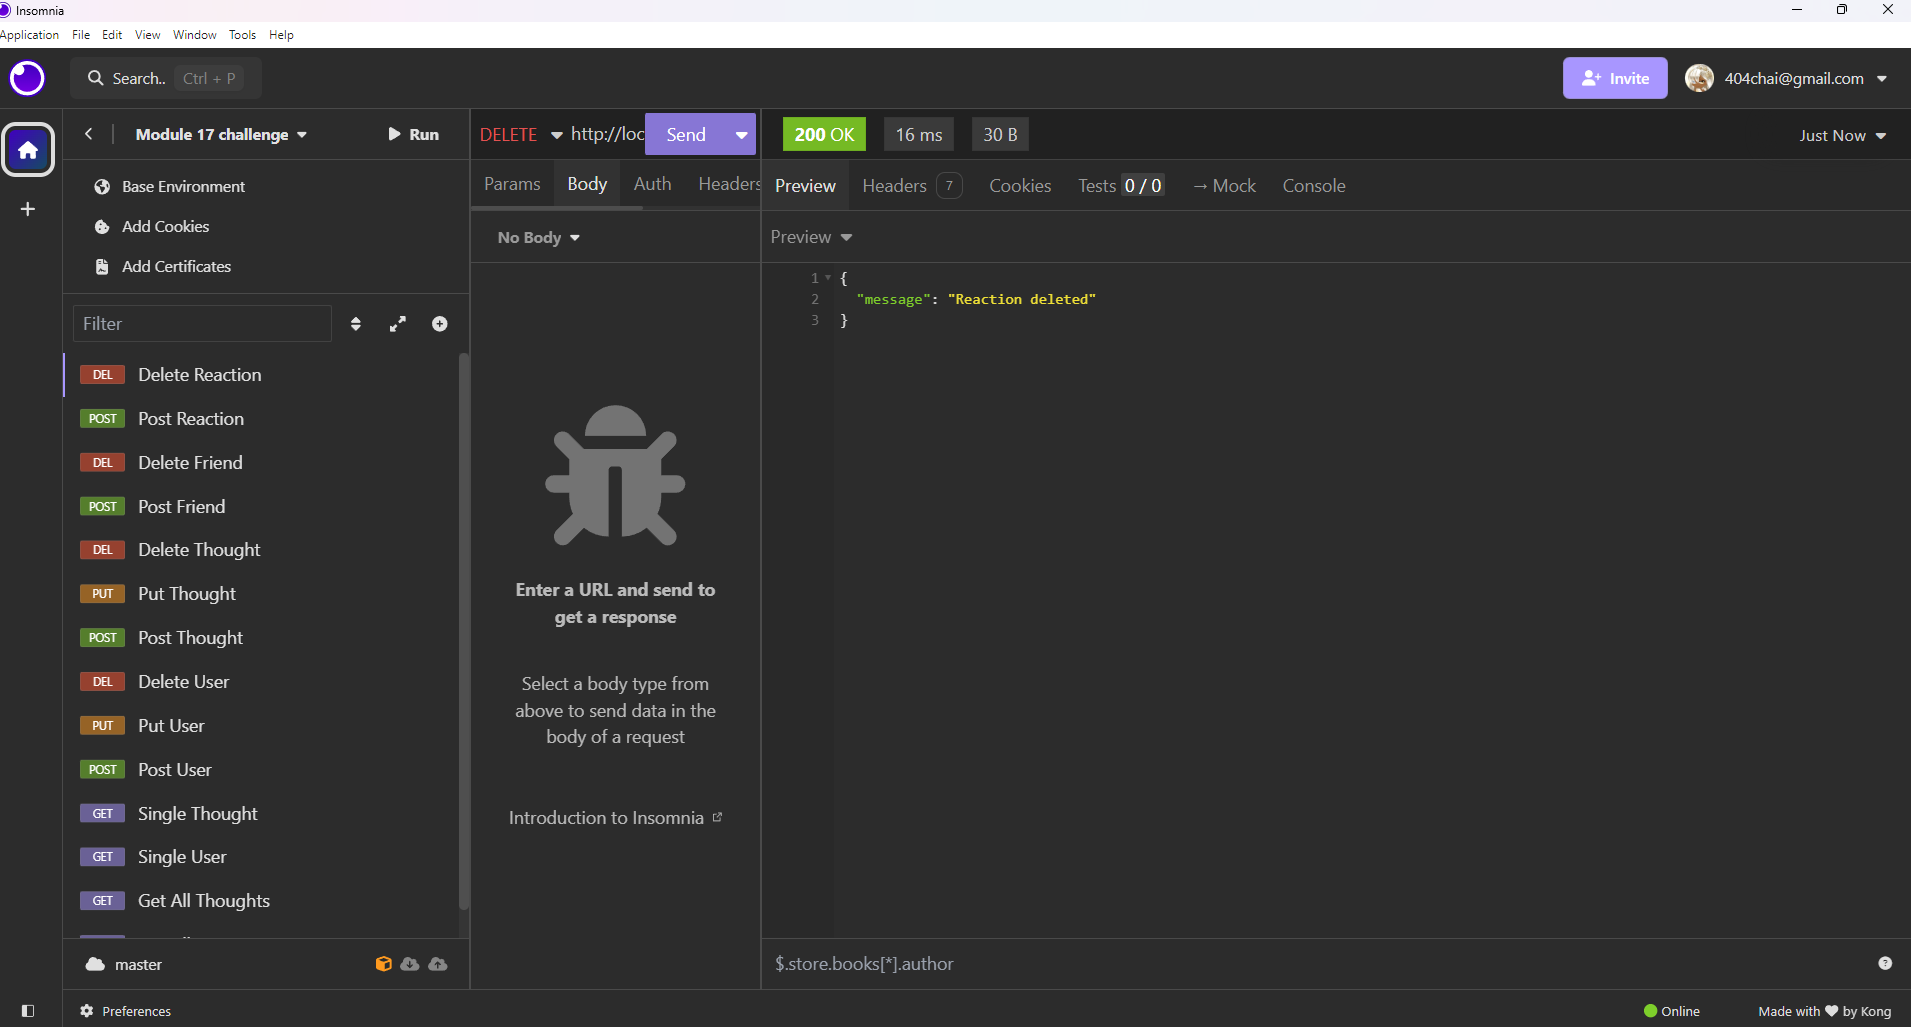 Insomnia
Application File Edit View Window Tools Help
Search.. Ctrl + P
Invite
404chai@gmail.com
Module 17 challenge
Run
DELETE http://loc Send
200 OK 16 ms 30 B
Just Now
Base Environment
Add Cookies
Add Certificates
Params Body Auth Headers
Preview Headers 7 Cookies Tests 0 / 0 → Mock Console
No Body
Preview
1 {
2 "message": "Reaction deleted"
3 }
Filter
DEL Delete Reaction
POST Post Reaction
DEL Delete Friend
POST Post Friend
DEL Delete Thought
PUT Put Thought
POST Post Thought
DEL Delete User
PUT Put User
POST Post User
GET Single Thought
GET Single User
GET Get All Thoughts
Enter a URL and send to
get a response
Select a body type from
above to send data in the
body of a request
Introduction to Insomnia
master
$.store.books[*].author
Preferences
Online
Made with ❤ by Kong